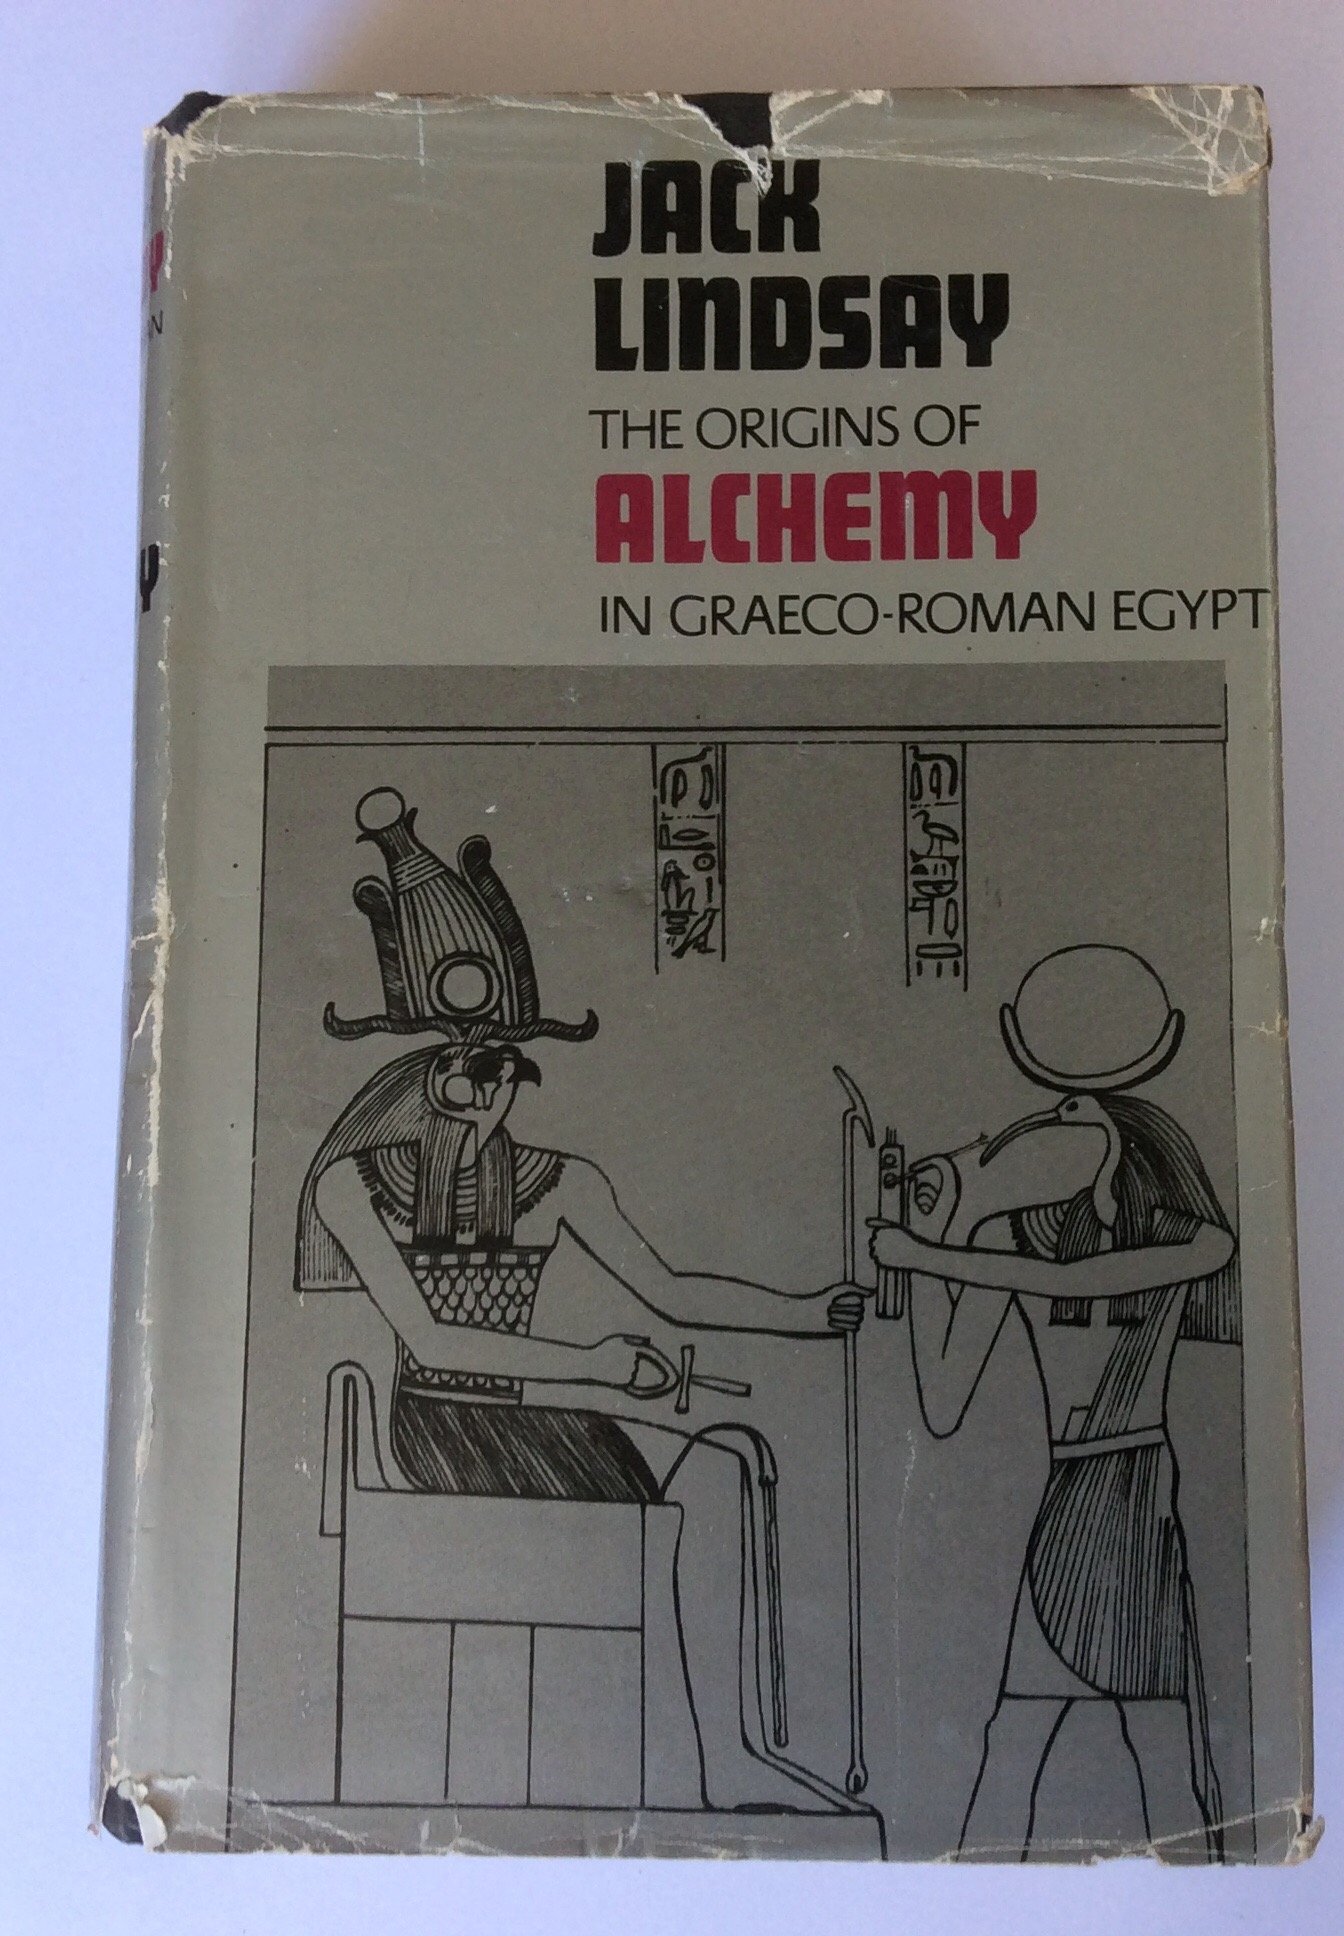 JACK
LINDSAY
THE ORIGINS OF
ALCHEMY
IN GRAECO-ROMAN EGYPT
Y
N
Y